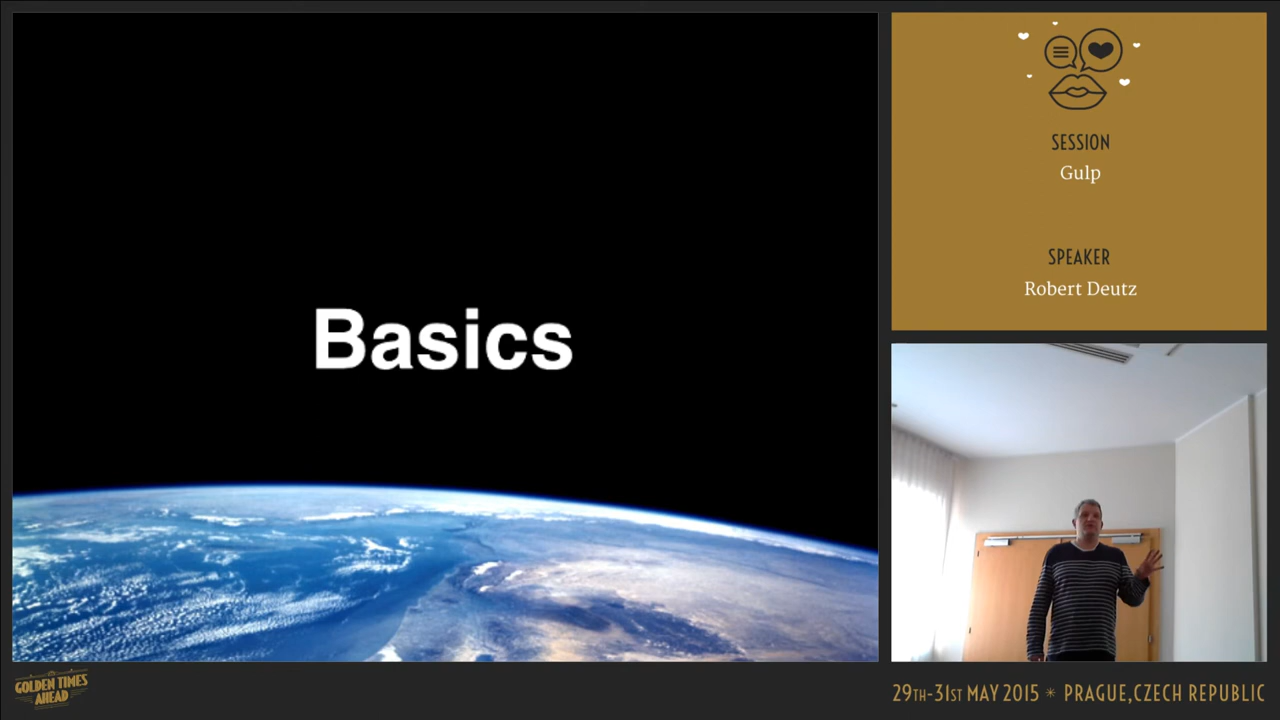 Basics
SESSION
Gulp
SPEAKER
Robert Deutz
GOLDEN TIMES
AHEAD
29TH-31ST MAY 2015 * PRAGUE,CZECH REPUBLIC